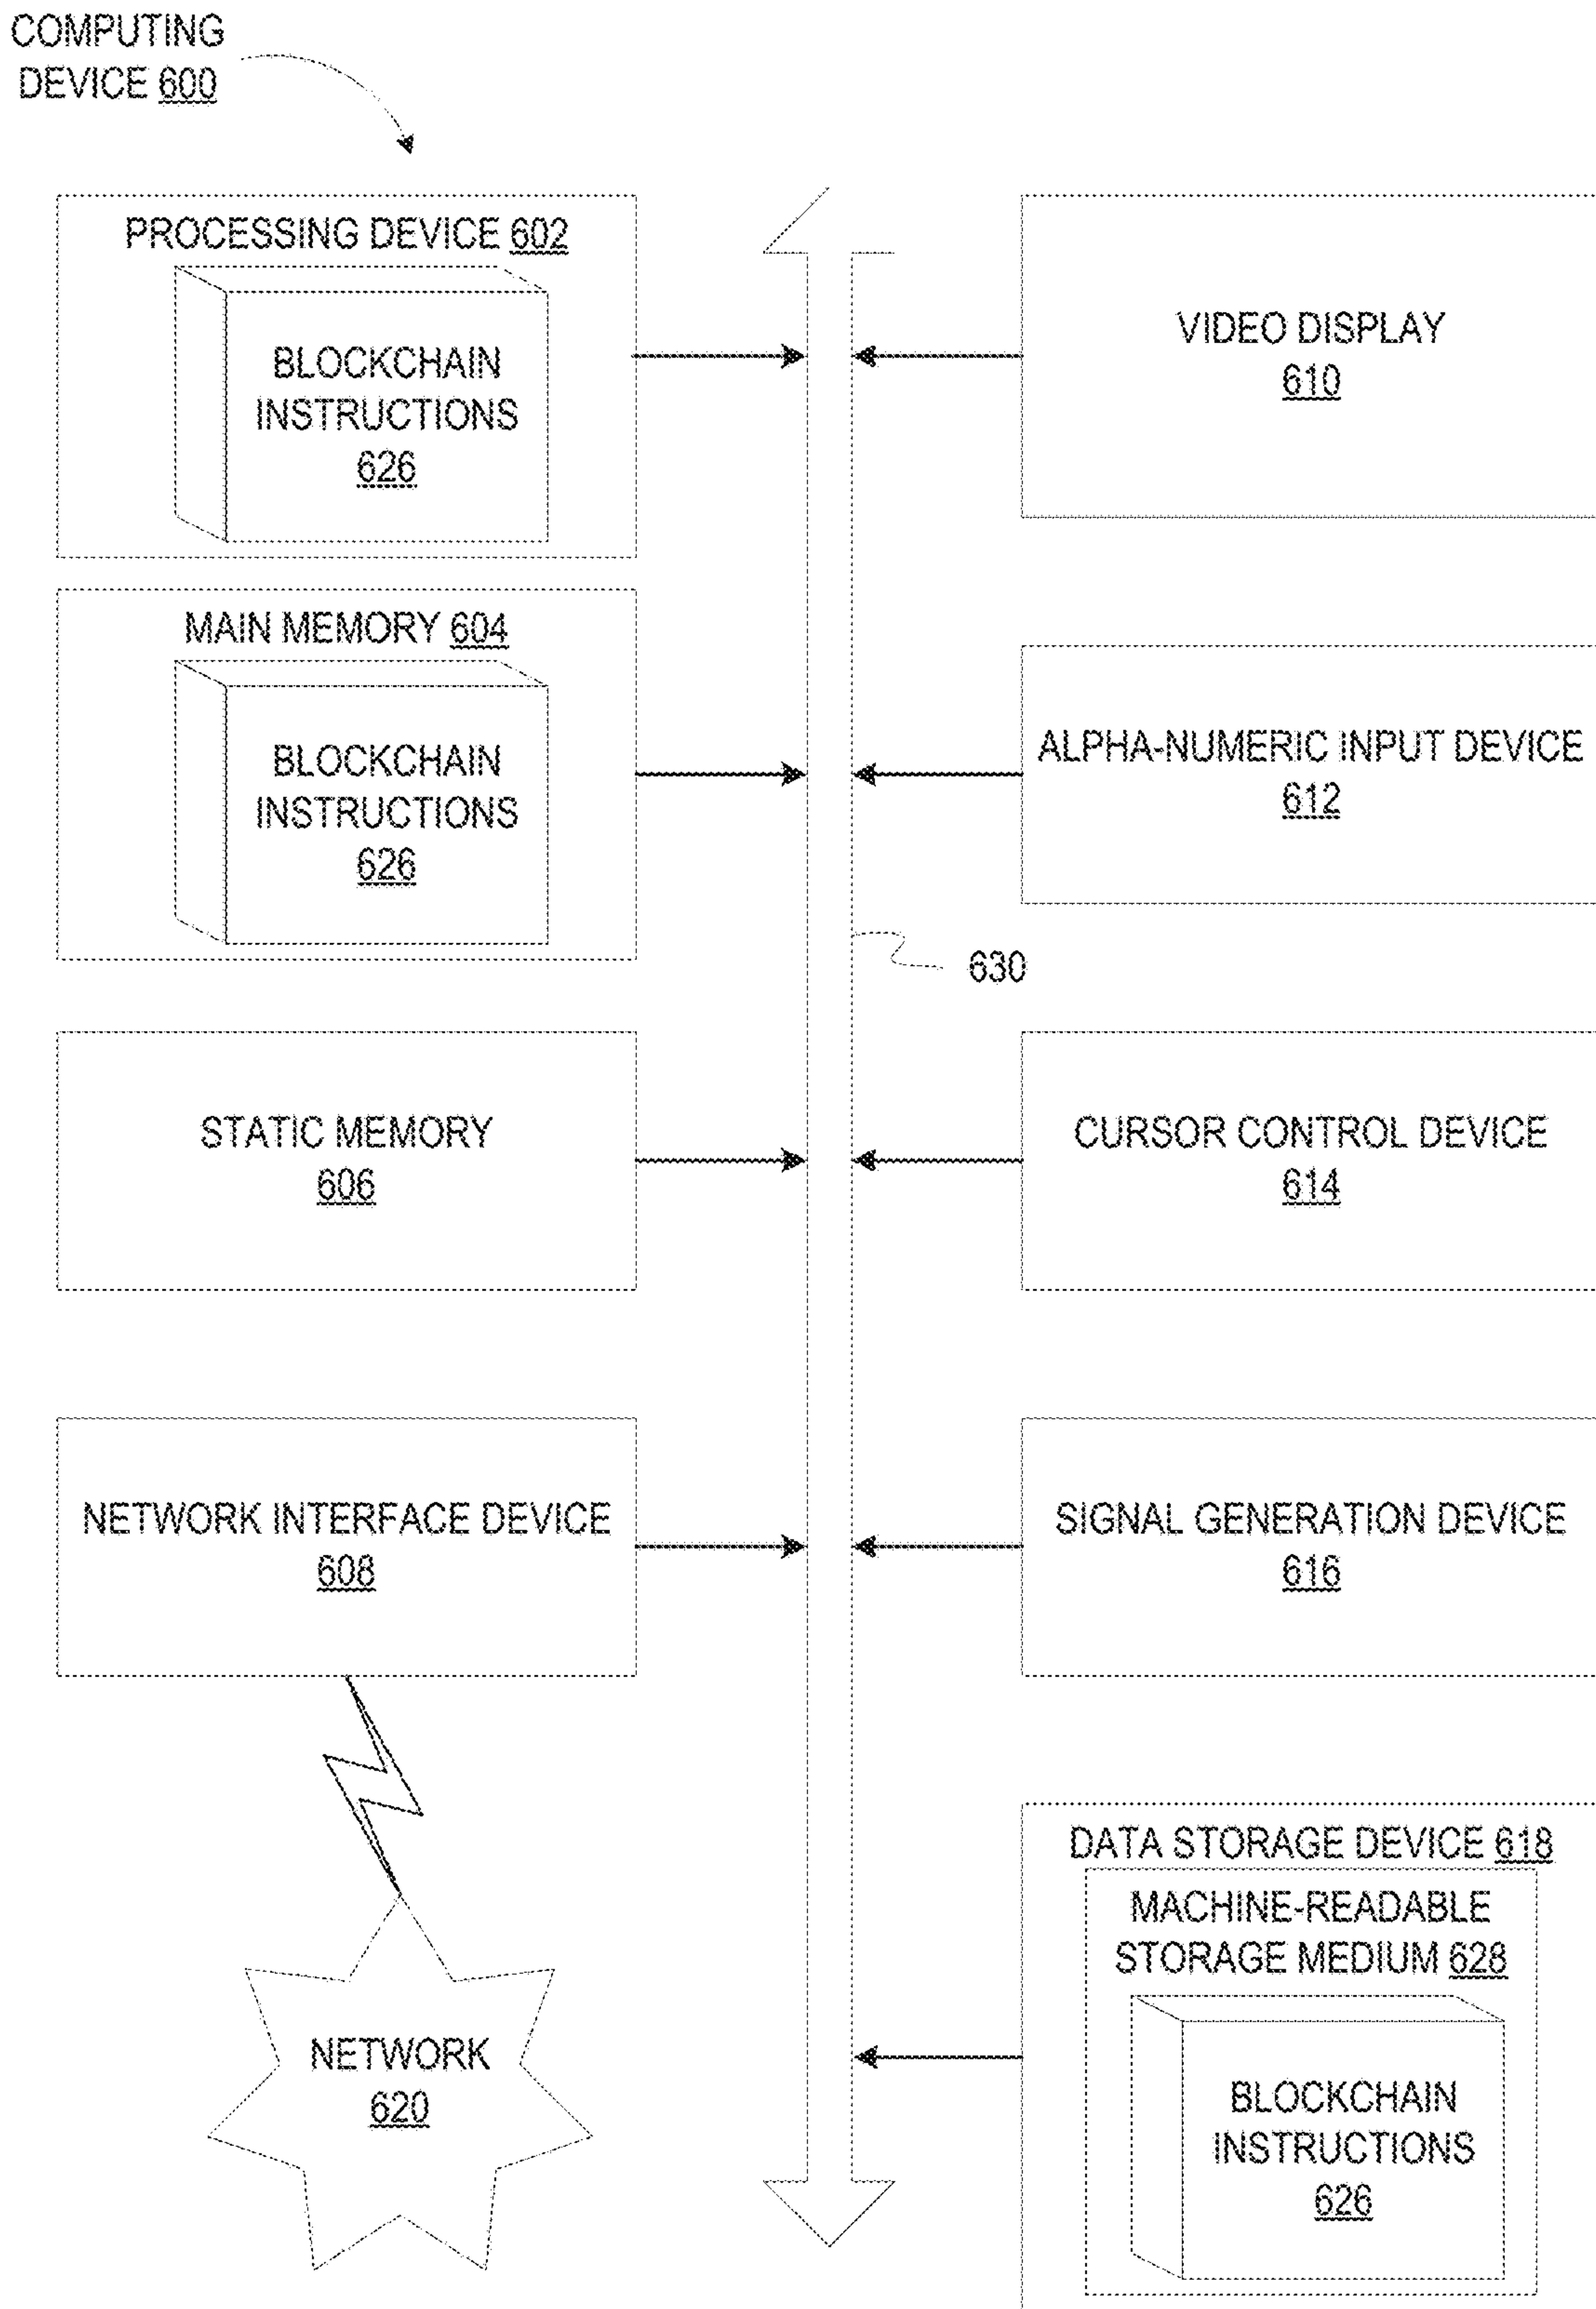 COMPUTING
DEVICE 600
PROCESSING DEVICE 602
BLOCKCHAIN
INSTRUCTIONS
626
VIDEO DISPLAY
610
MAIN MEMORY 604
BLOCKCHAIN
INSTRUCTIONS
626
ALPHA-NUMERIC INPUT DEVICE
612
630
STATIC MEMORY
606
CURSOR CONTROL DEVICE
614
NETWORK INTERFACE DEVICE
608
SIGNAL GENERATION DEVICE
616
NETWORK
620
DATA STORAGE DEVICE 618
MACHINE-READABLE
STORAGE MEDIUM 628
BLOCKCHAIN
INSTRUCTIONS
626